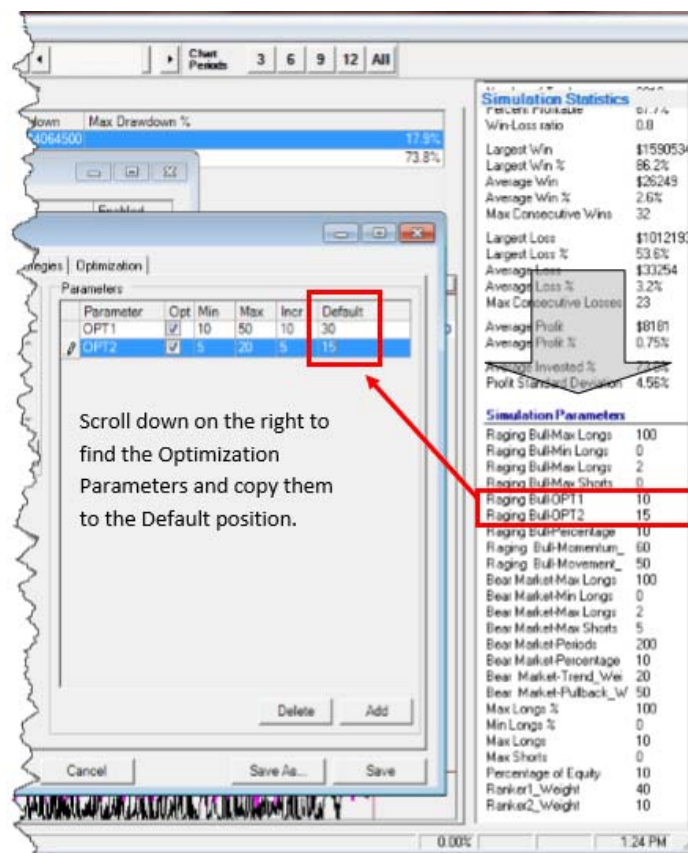 Chart Periods 3 6 9 12 All
Max Drawdown %
4064500 17.9%
73.8%
Enabled
Optimization
Parameters
Parameter Opt Min Max Incr Default
OPT1 10 50 10 30
OPT2 5 20 5 15
Scroll down on the right to
find the Optimization
Parameters and copy them
to the Default position.
Delete Add
Cancel Save As... Save
Simulation Statistics
Percent Profitable 67.7%
Win-Loss ratio 0.8
Largest Win $1590534
Largest Win % 86.2%
Average Win $26249
Average Win % 2.6%
Max Consecutive Wins 32
Largest Loss $1012193
Largest Loss % 53.6%
Average Loss $33254
Average Loss % 3.2%
Max Consecutive Losses 23
Average Profit $8181
Average Profit % 0.75%
Average Invested %
Profit Standard Deviation 4.56%
Simulation Parameters
Raging Bull-Max Longs 100
Raging Bull-Min Longs 0
Raging Bull-Max Longs 2
Raging Bull-Max Shorts 0
Raging Bull-OPT1 10
Raging Bull-OPT2 15
Raging Bull-Percentage 10
Raging Bull-Momentum_ 60
Raging Bull-Movement_ 50
Bear Market-Max Longs 100
Bear Market-Min Longs 0
Bear Market-Max Longs 2
Bear Market-Max Shorts 5
Bear Market-Periods 200
Bear Market-Percentage 10
Bear Market-Trend_Wei 20
Bear Market-Pullback_W 50
Max Longs % 100
Min Longs % 0
Max Longs 10
Max Shorts 0
Percentage of Equity 10
Ranker1_Weight 40
Ranker2_Weight 10
0.00% 1:24 PM